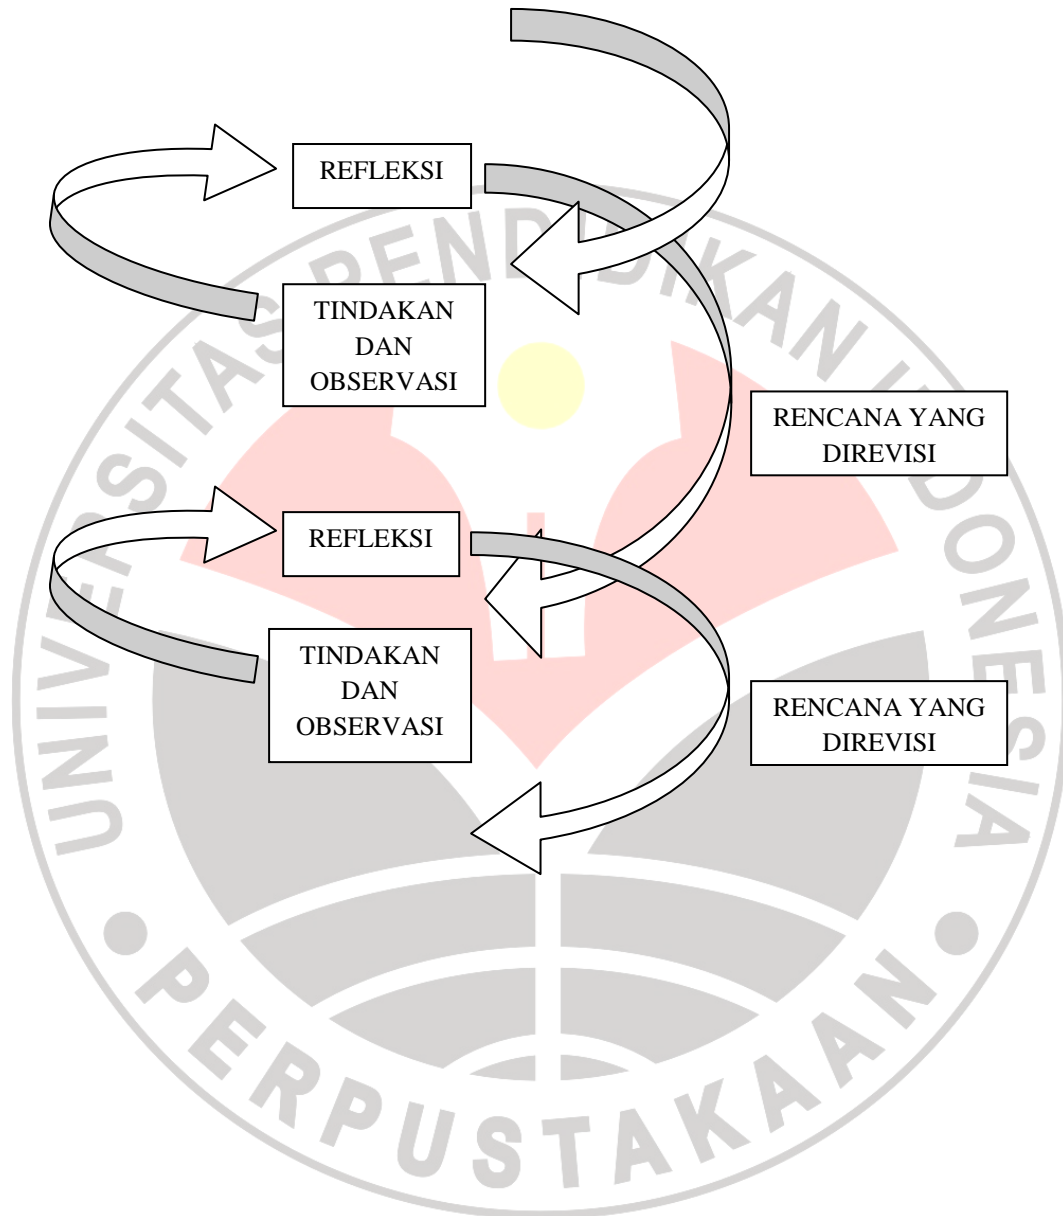 REFLEKSI
TINDAKAN
DAN
OBSERVASI
RENCANA YANG
DIREVISI
REFLEKSI
TINDAKAN
DAN
OBSERVASI
RENCANA YANG
DIREVISI
UNIVERSITAS PENDIDIKAN INDONESIA
PERPUSTAKAAN